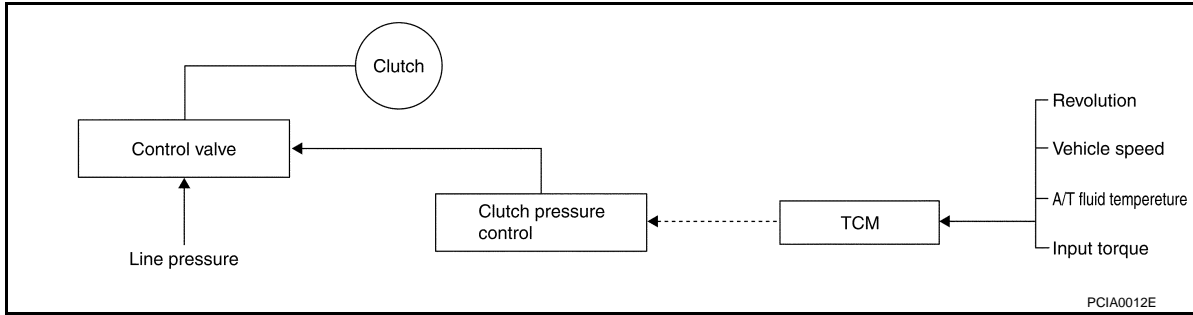 Clutch
Control valve
Line pressure
Clutch pressure
control
TCM
Revolution
Vehicle speed
A/T fluid tempereture
Input torque
PCIA0012E